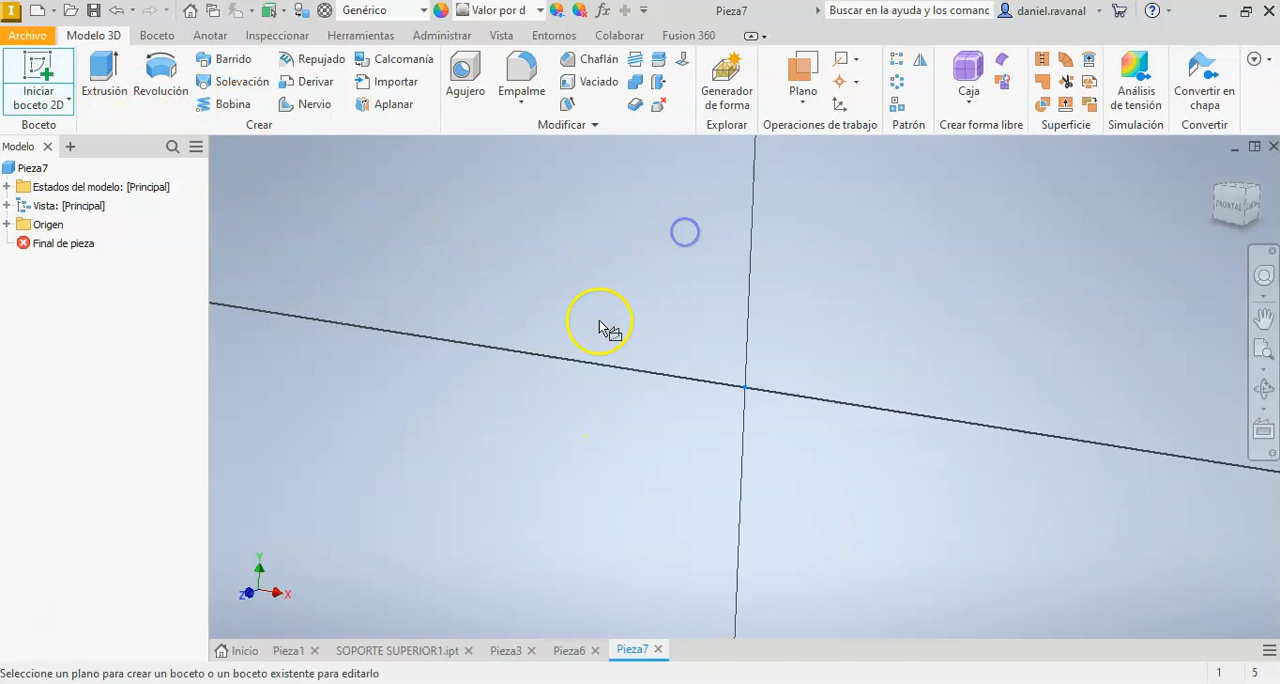 I Genérico Valor por d fx Pieza7 Buscar en la ayuda y los comanc daniel.ravanal ?
Archivo Modelo 3D Boceto Anotar Inspeccionar Herramientas Administrar Vista Entornos Colaborar Fusion 360
Iniciar boceto 2D
Extrusión
Revolución
Barrido
Solevación
Bobina
Repujado
Derivar
Nervio
Calcomanía
Importar
Aplanar
Agujero
Empalme
Chaflán
Vaciado
Generador de forma
Plano
Caja
Análisis de tensión
Convertir en chapa
Boceto Crear Modificar Explorar Operaciones de trabajo Patrón Crear forma libre Superficie Simulación Convertir
Modelo
Pieza7
Estados del modelo: [Principal]
Vista: [Principal]
Origen
Final de pieza
FRONTAL
Y
Z X
Inicio Pieza1 SOPORTE SUPERIOR1.ipt Pieza3 Pieza6 Pieza7
Seleccione un plano para crear un boceto o un boceto existente para editarlo 1 5